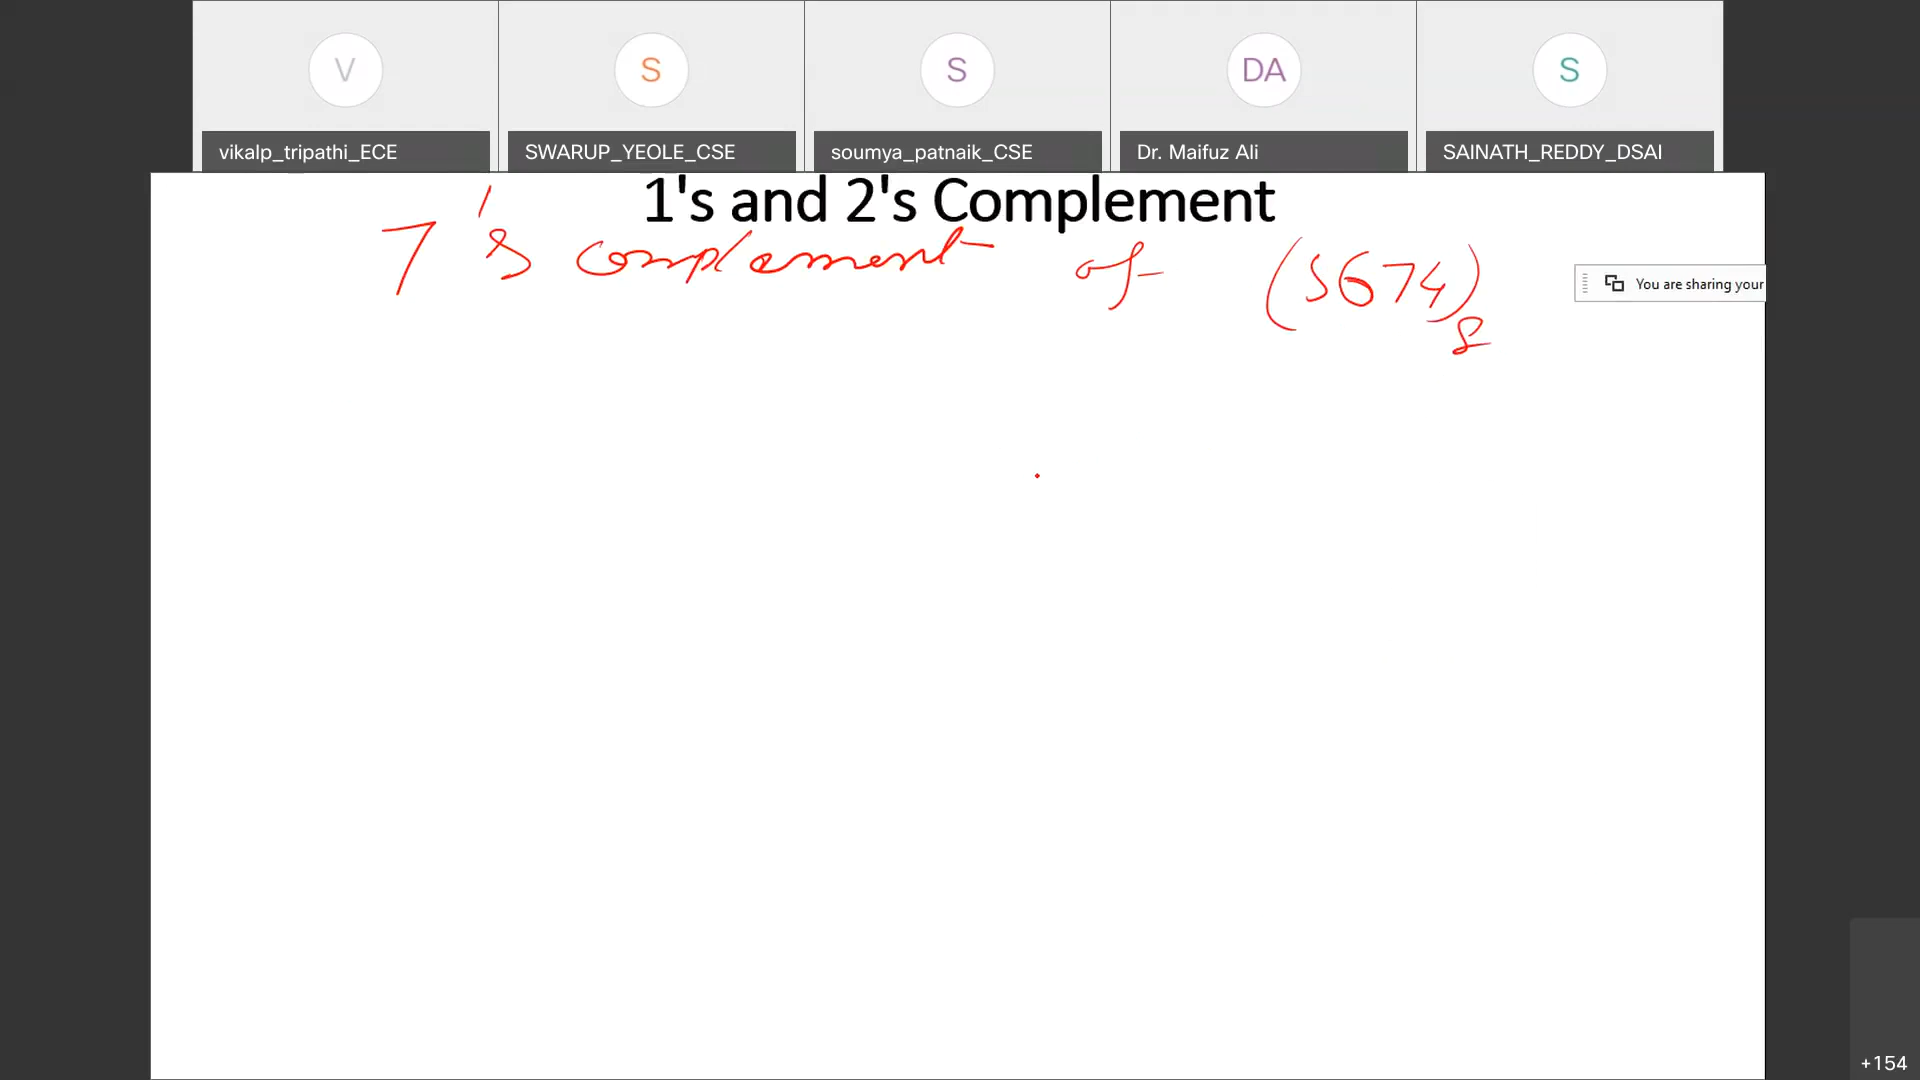 V S S DA S
vikalp_tripathi_ECE SWARUP_YEOLE_CSE soumya_patnaik_CSE Dr. Maifuz Ali SAINATH_REDDY_DSAI
1's and 2's Complement
7's complement of (5674)8
You are sharing your
+154